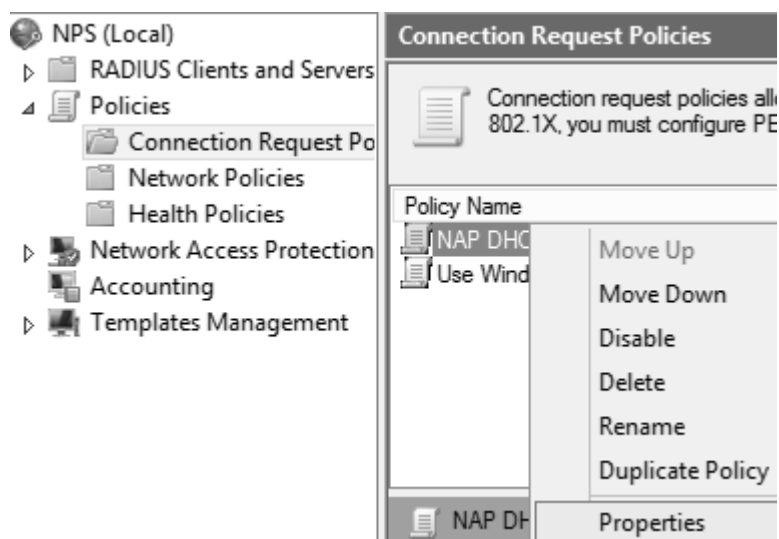 NPS (Local)
RADIUS Clients and Servers
Policies
Connection Request Po
Network Policies
Health Policies
Network Access Protection
Accounting
Templates Management
Connection Request Policies
Connection request policies all
802.1X, you must configure PE
Policy Name
NAP DHC
Use Wind
Move Up
Move Down
Disable
Delete
Rename
Duplicate Policy
NAP DH
Properties